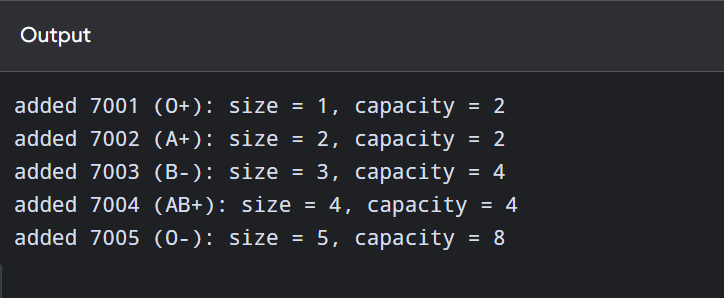 Output
added 7001 (O+): size = 1, capacity = 2
added 7002 (A+): size = 2, capacity = 2
added 7003 (B-): size = 3, capacity = 4
added 7004 (AB+): size = 4, capacity = 4
added 7005 (O-): size = 5, capacity = 8